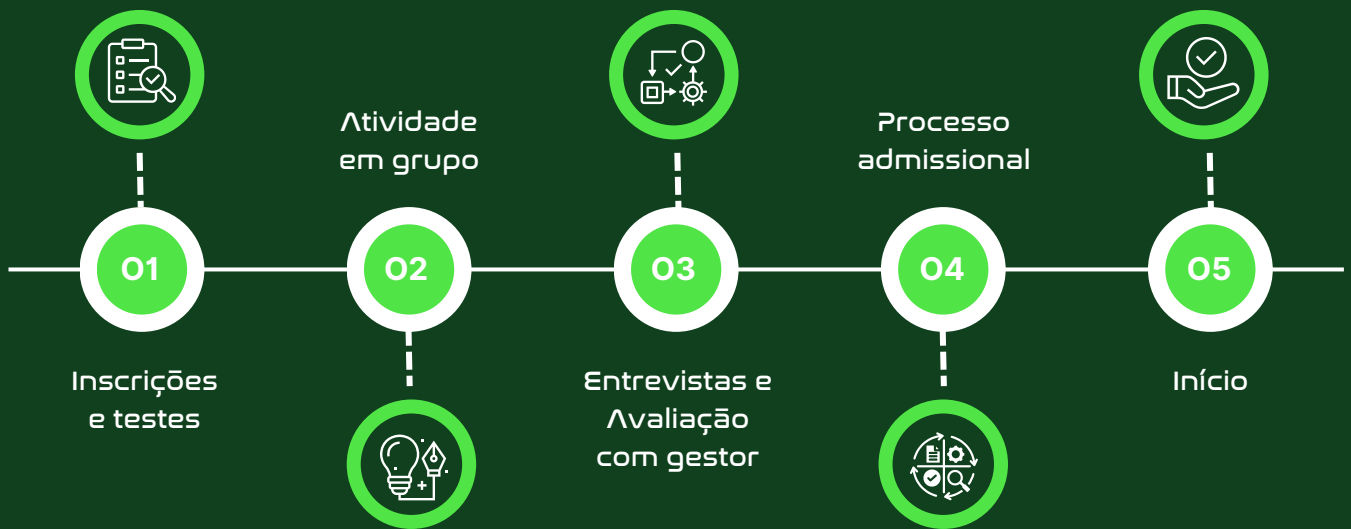 01
Inscrições
e testes
Atividade
em grupo
02
03
Entrevistas e
Avaliação
com gestor
Processo
admissional
04
05
Início